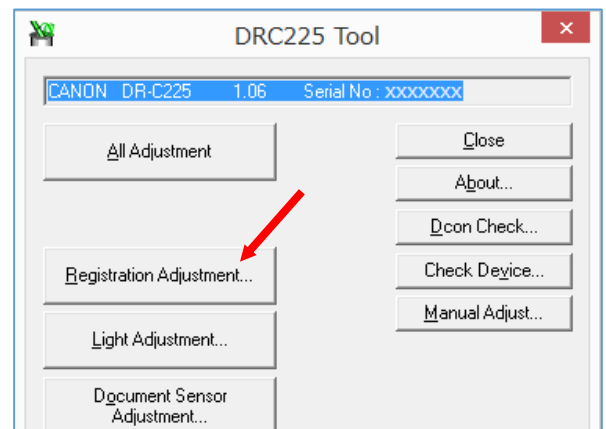 DRC225 Tool
CANON DR-C225 1.06 Serial No : xxxxxxx
All Adjustment
Close
About...
Dcon Check...
Registration Adjustment...
Check Device...
Manual Adjust...
Light Adjustment...
Document Sensor
Adjustment...